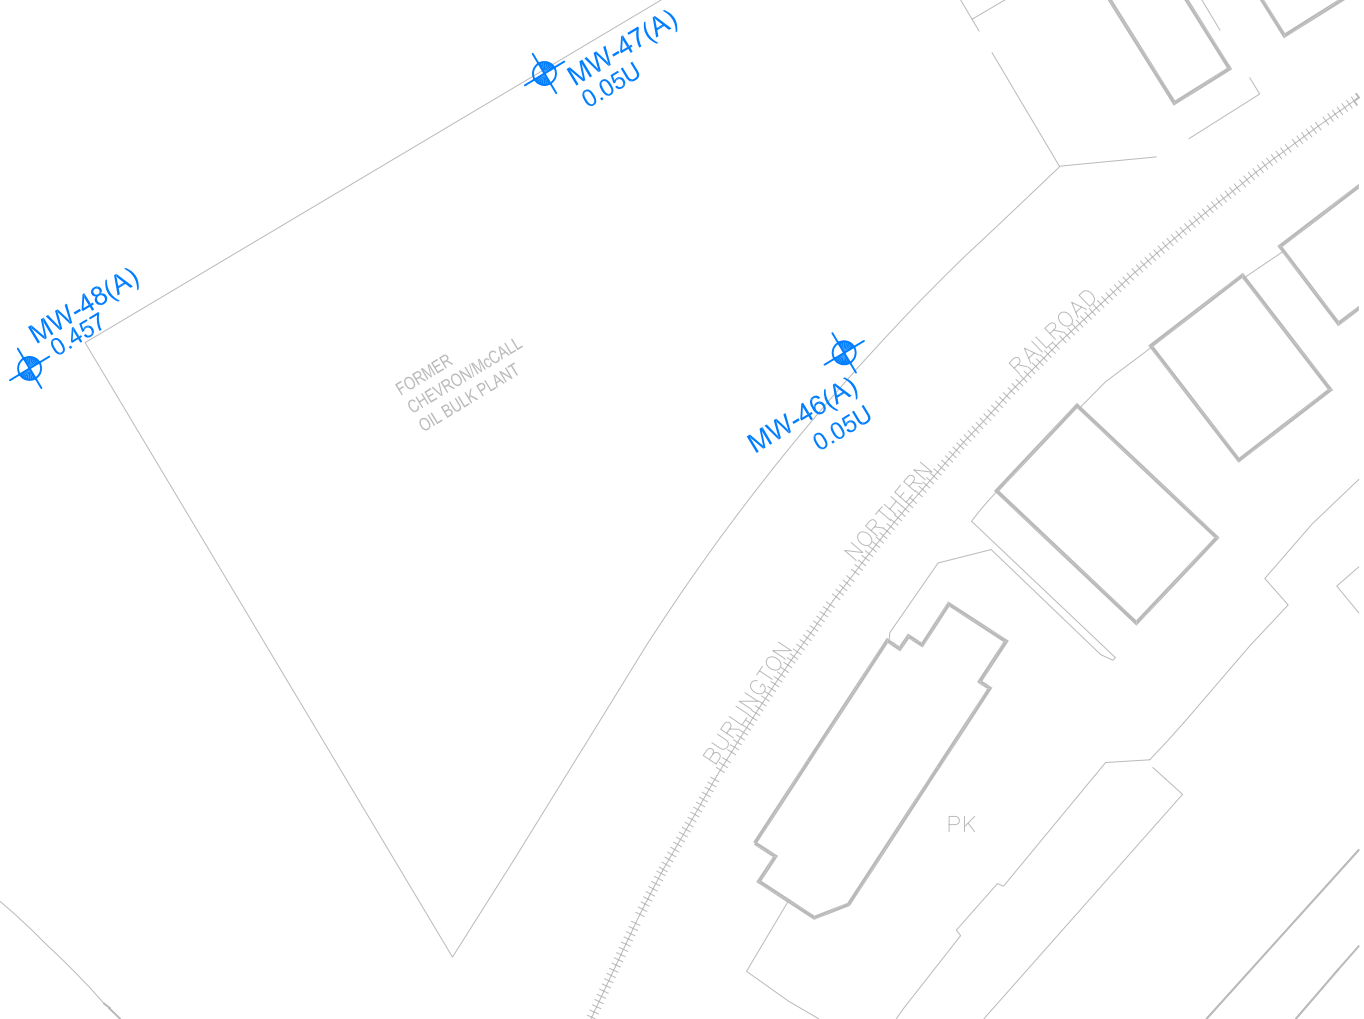 MW-47(A)
0.05U
MW-48(A)
0.457
FORMER
CHEVRON/McCALL
OIL BULK PLANT
MW-46(A)
0.05U
BURLINGTON NORTHERN RAILROAD
PK